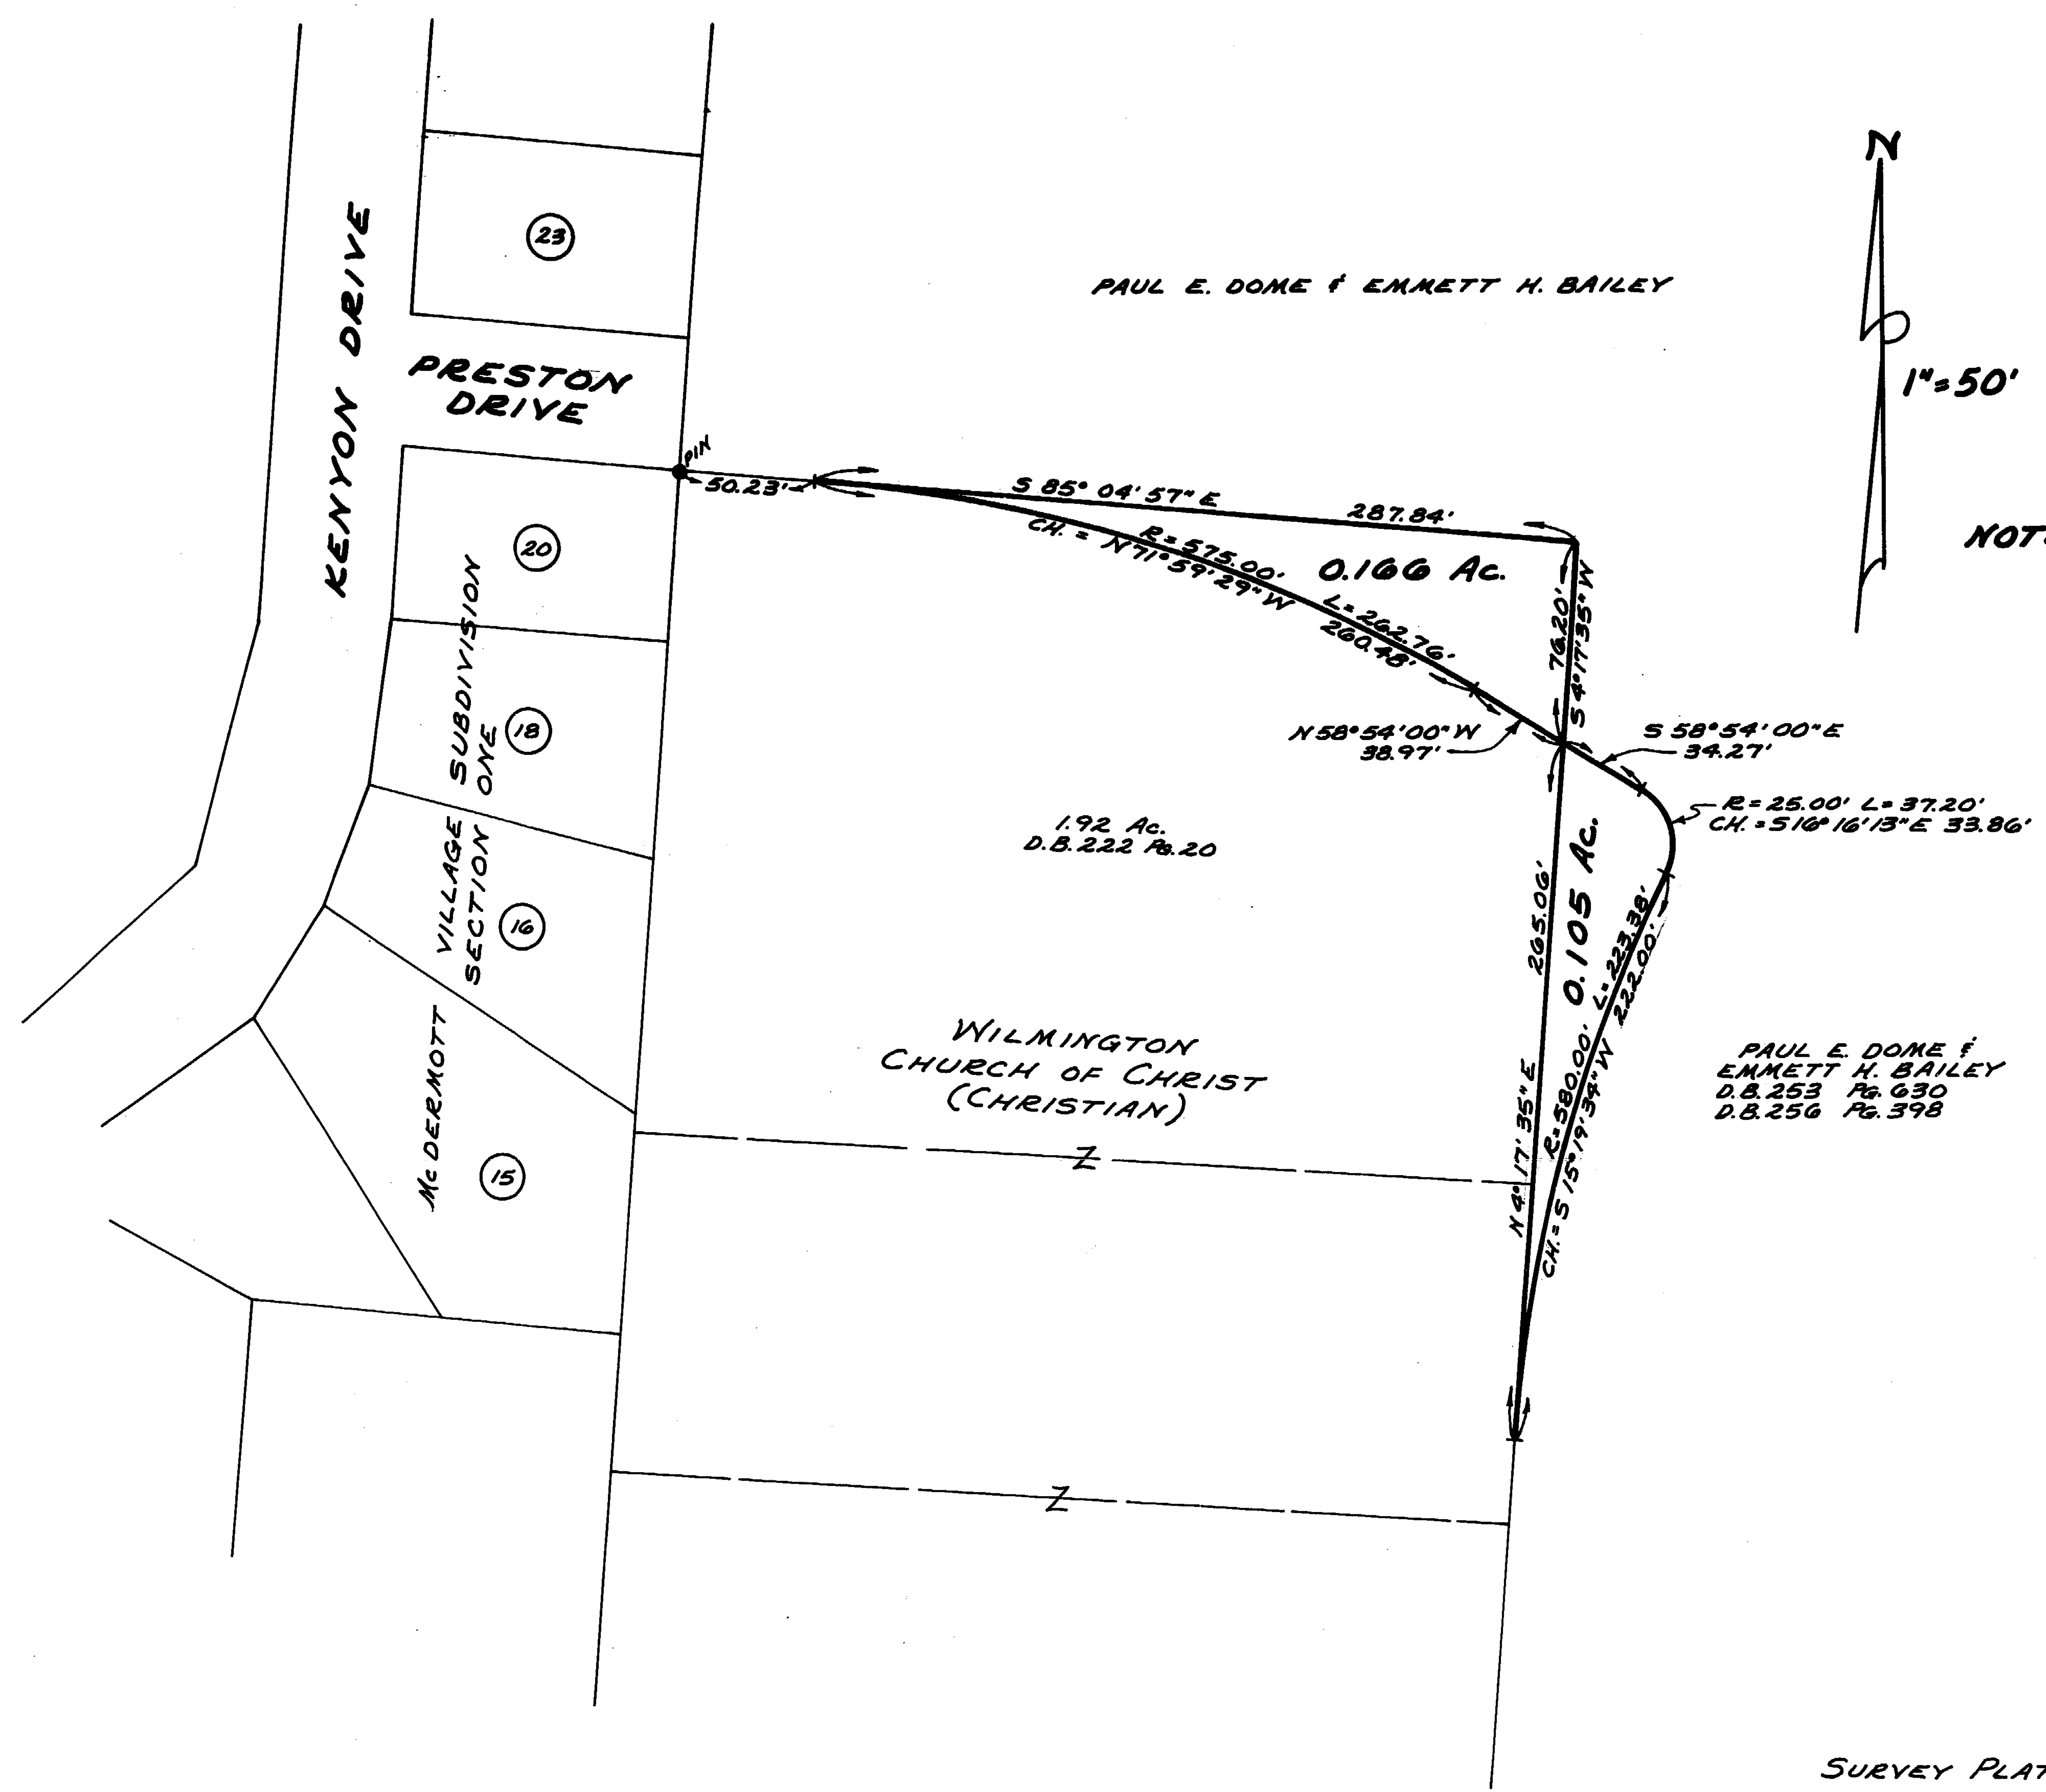 N
23
PAUL E. DOME & EMMETT H. BAILEY
KENYON DRIVE
PRESTON
DRIVE
1"=50'
PIN
50.23'
S 85° 04' 57" E
287.84'
R = 575.00'
L = 262.76'
CH. = N 71° 59' 29" W
260.48'
0.166 Ac.
76.20'
S 4° 17' 35" W
20
18
16
15
McDERMOTT VILLAGE SUBDIVISION
SECTION ONE
N 58° 54' 00" W
38.97'
S 58° 54' 00" E
34.27'
R = 25.00' L = 37.20'
CH. = S 16° 16' 13" E 33.86'
1.92 Ac.
D.B. 222 PG. 20
N 4° 17' 35" E
265.06'
0.105 Ac.
R = 580.00' L = 223.38'
CH. = S 15° 19' 34" W
222.00'
WILMINGTON
CHURCH OF CHRIST
(CHRISTIAN)
PAUL E. DOME &
EMMETT H. BAILEY
D.B. 253 PG. 630
D.B. 256 PG. 398
Z
Z
SURVEY PLAT